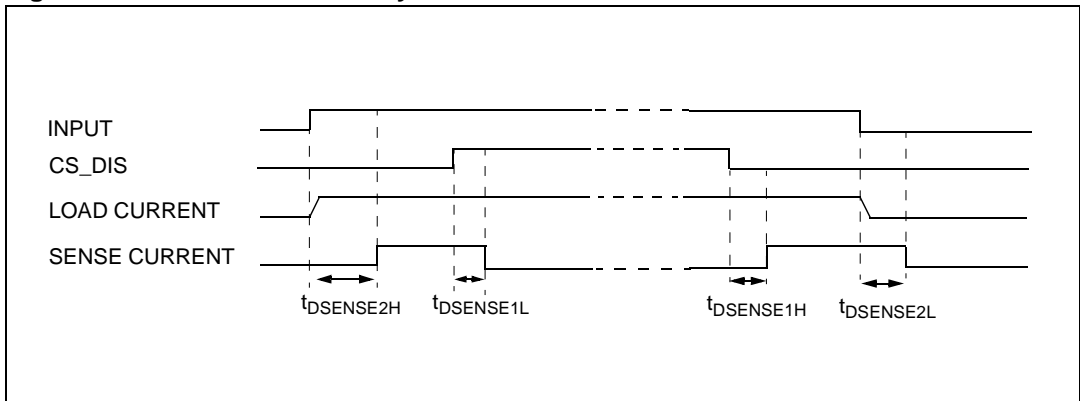 INPUT
CS_DIS
LOAD CURRENT
SENSE CURRENT
tDSENSE2H tDSENSE1L tDSENSE1H tDSENSE2L